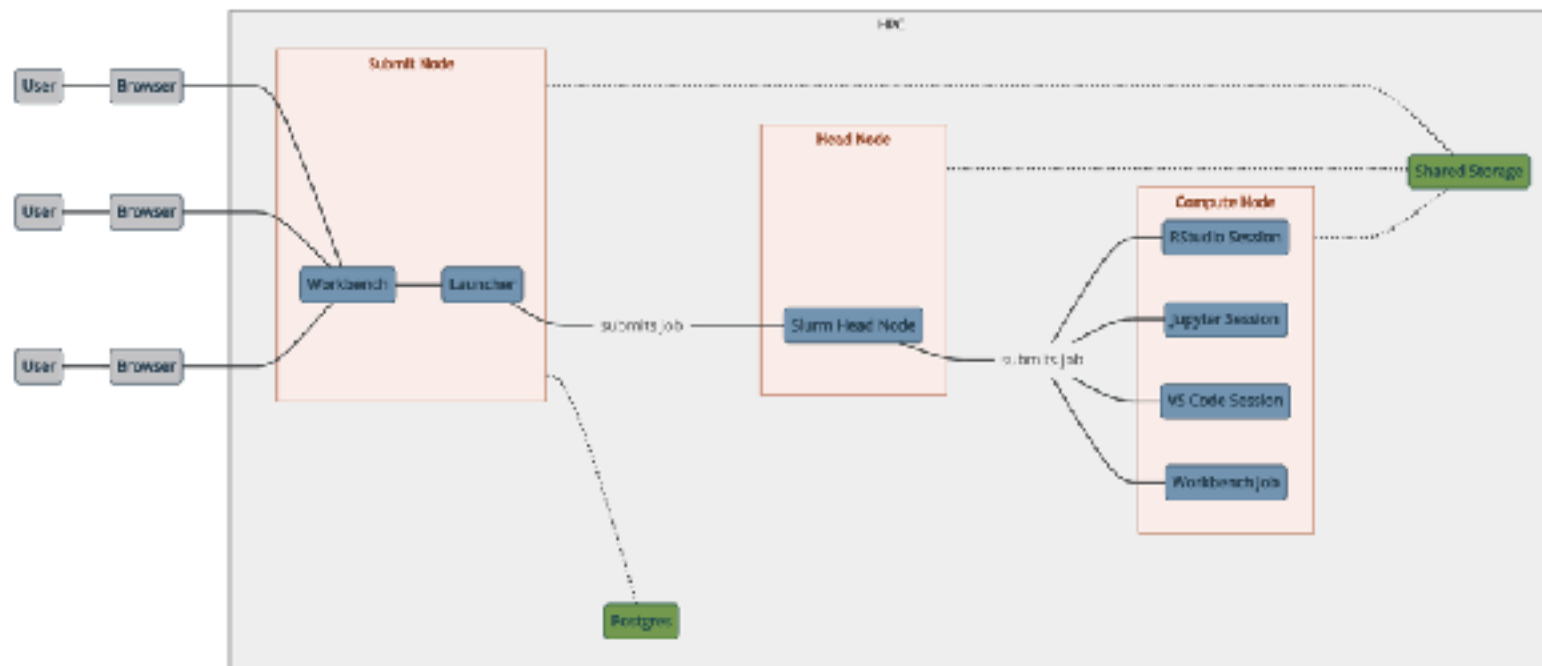 HPC
Submit Node
User
Browser
Head Node
Shared Storage
Compute Node
User
Browser
RStudio Session
Workbench
Launcher
submits job
Slurm Head Node
Jupyter Session
submits job
User
Browser
VS Code Session
Workbench Job
Postgres